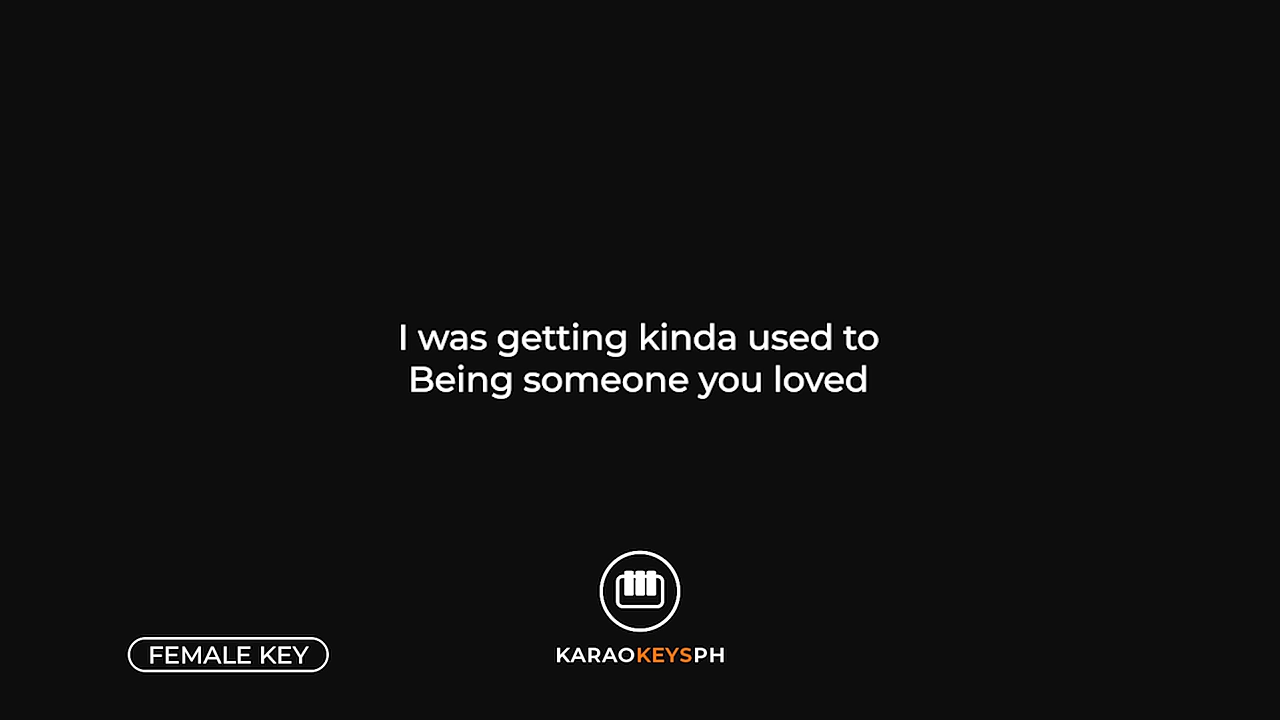 I was getting kinda used to
Being someone you loved
FEMALE KEY
KARAOKEYSPH